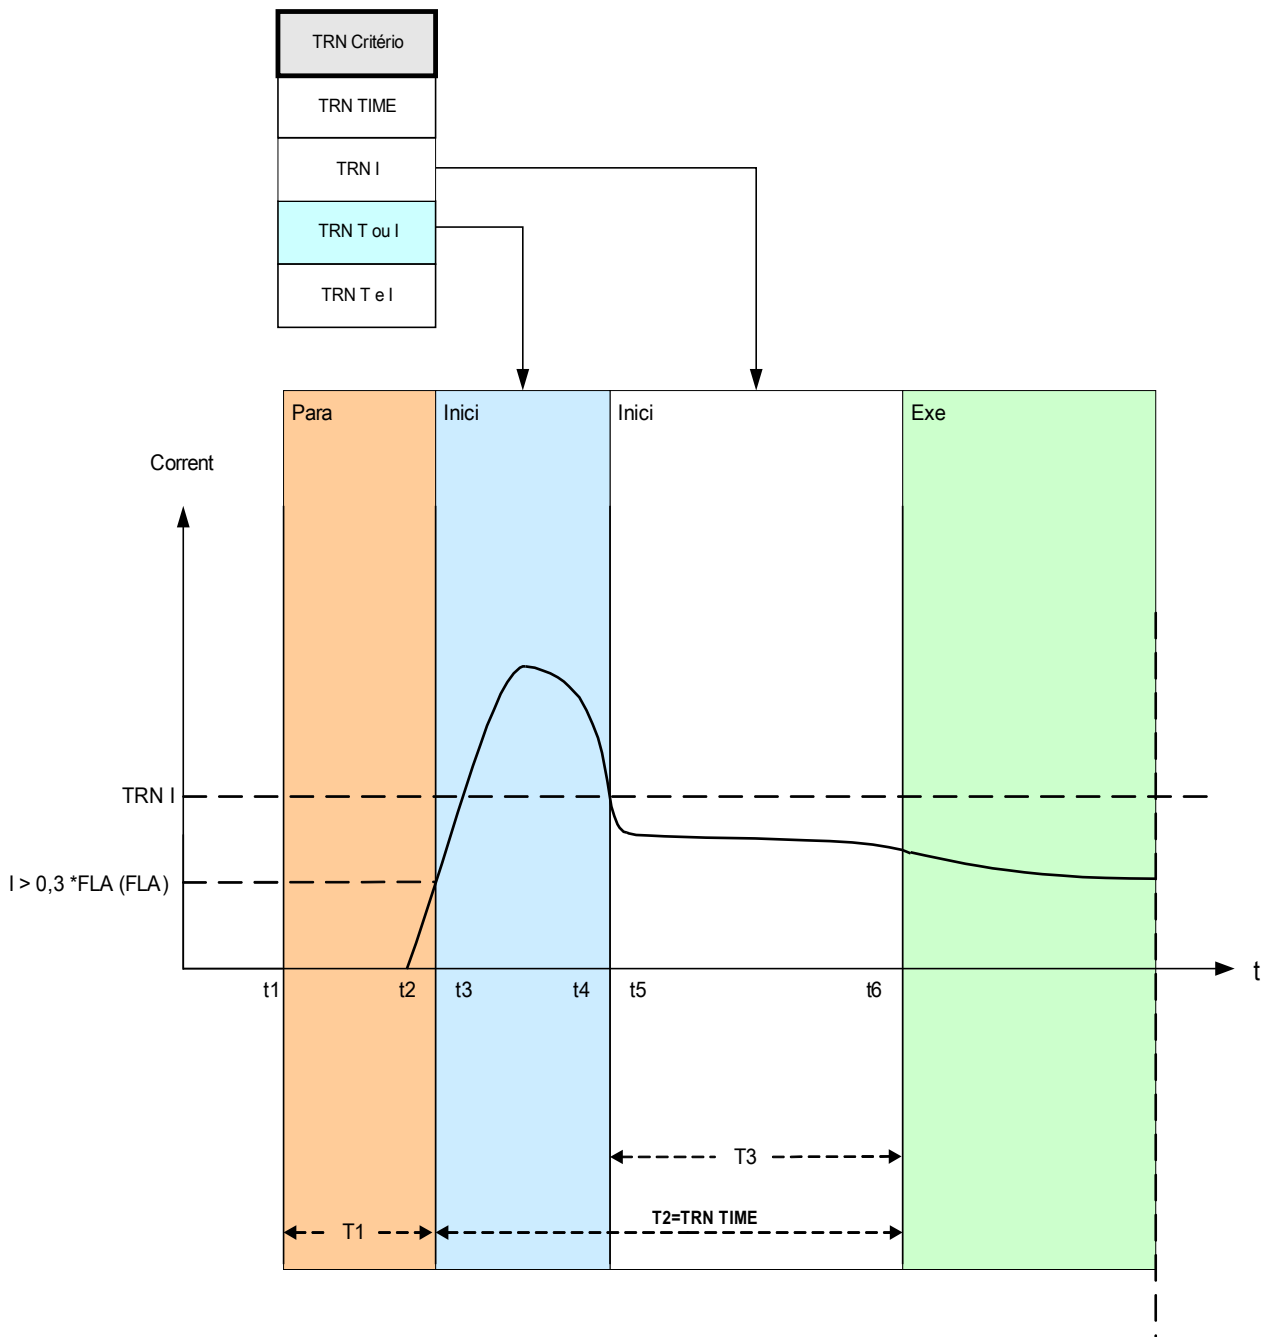 TRN Critério
TRN TIME
TRN I
TRN T ou I
TRN T e I
Para
Inici
Inici
Exe
Corrent
TRN I
I > 0,3 *FLA (FLA)
t
t1
t2
t3
t4
t5
t6
T3
T2=TRN TIME
T1